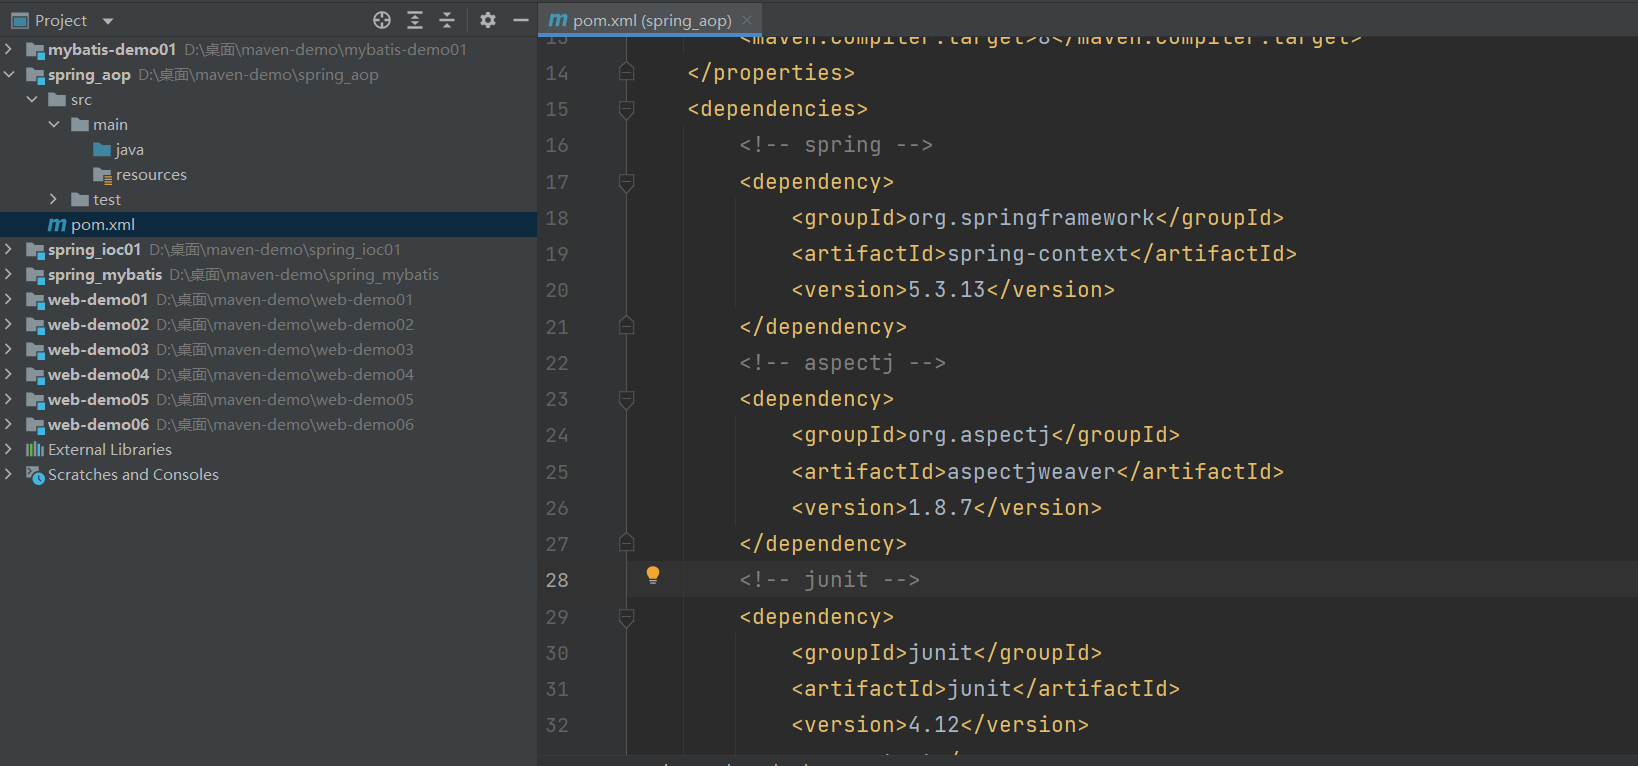 Project
mybatis-demo01 D:\桌面\maven-demo\mybatis-demo01
spring_aop D:\桌面\maven-demo\spring_aop
src
main
java
resources
test
pom.xml
spring_ioc01 D:\桌面\maven-demo\spring_ioc01
spring_mybatis D:\桌面\maven-demo\spring_mybatis
web-demo01 D:\桌面\maven-demo\web-demo01
web-demo02 D:\桌面\maven-demo\web-demo02
web-demo03 D:\桌面\maven-demo\web-demo03
web-demo04 D:\桌面\maven-demo\web-demo04
web-demo05 D:\桌面\maven-demo\web-demo05
web-demo06 D:\桌面\maven-demo\web-demo06
External Libraries
Scratches and Consoles
pom.xml (spring_aop)
13 <maven.compiler.target>8</maven.compiler.target>
14 </properties>
15 <dependencies>
16 <!-- spring -->
17 <dependency>
18 <groupId>org.springframework</groupId>
19 <artifactId>spring-context</artifactId>
20 <version>5.3.13</version>
21 </dependency>
22 <!-- aspectj -->
23 <dependency>
24 <groupId>org.aspectj</groupId>
25 <artifactId>aspectjweaver</artifactId>
26 <version>1.8.7</version>
27 </dependency>
28 <!-- junit -->
29 <dependency>
30 <groupId>junit</groupId>
31 <artifactId>junit</artifactId>
32 <version>4.12</version>